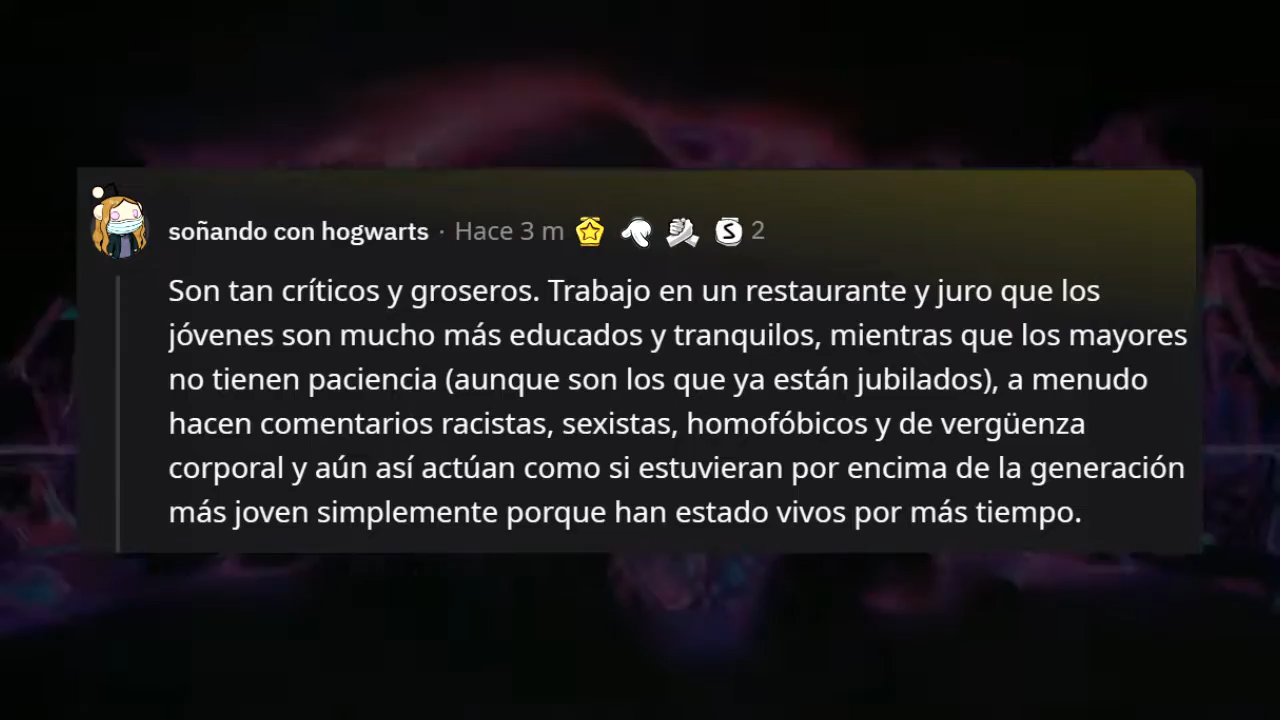 soñando con hogwarts · Hace 3 m 2
Son tan críticos y groseros. Trabajo en un restaurante y juro que los
jóvenes son mucho más educados y tranquilos, mientras que los mayores
no tienen paciencia (aunque son los que ya están jubilados), a menudo
hacen comentarios racistas, sexistas, homofóbicos y de vergüenza
corporal y aún así actúan como si estuvieran por encima de la generación
más joven simplemente porque han estado vivos por más tiempo.